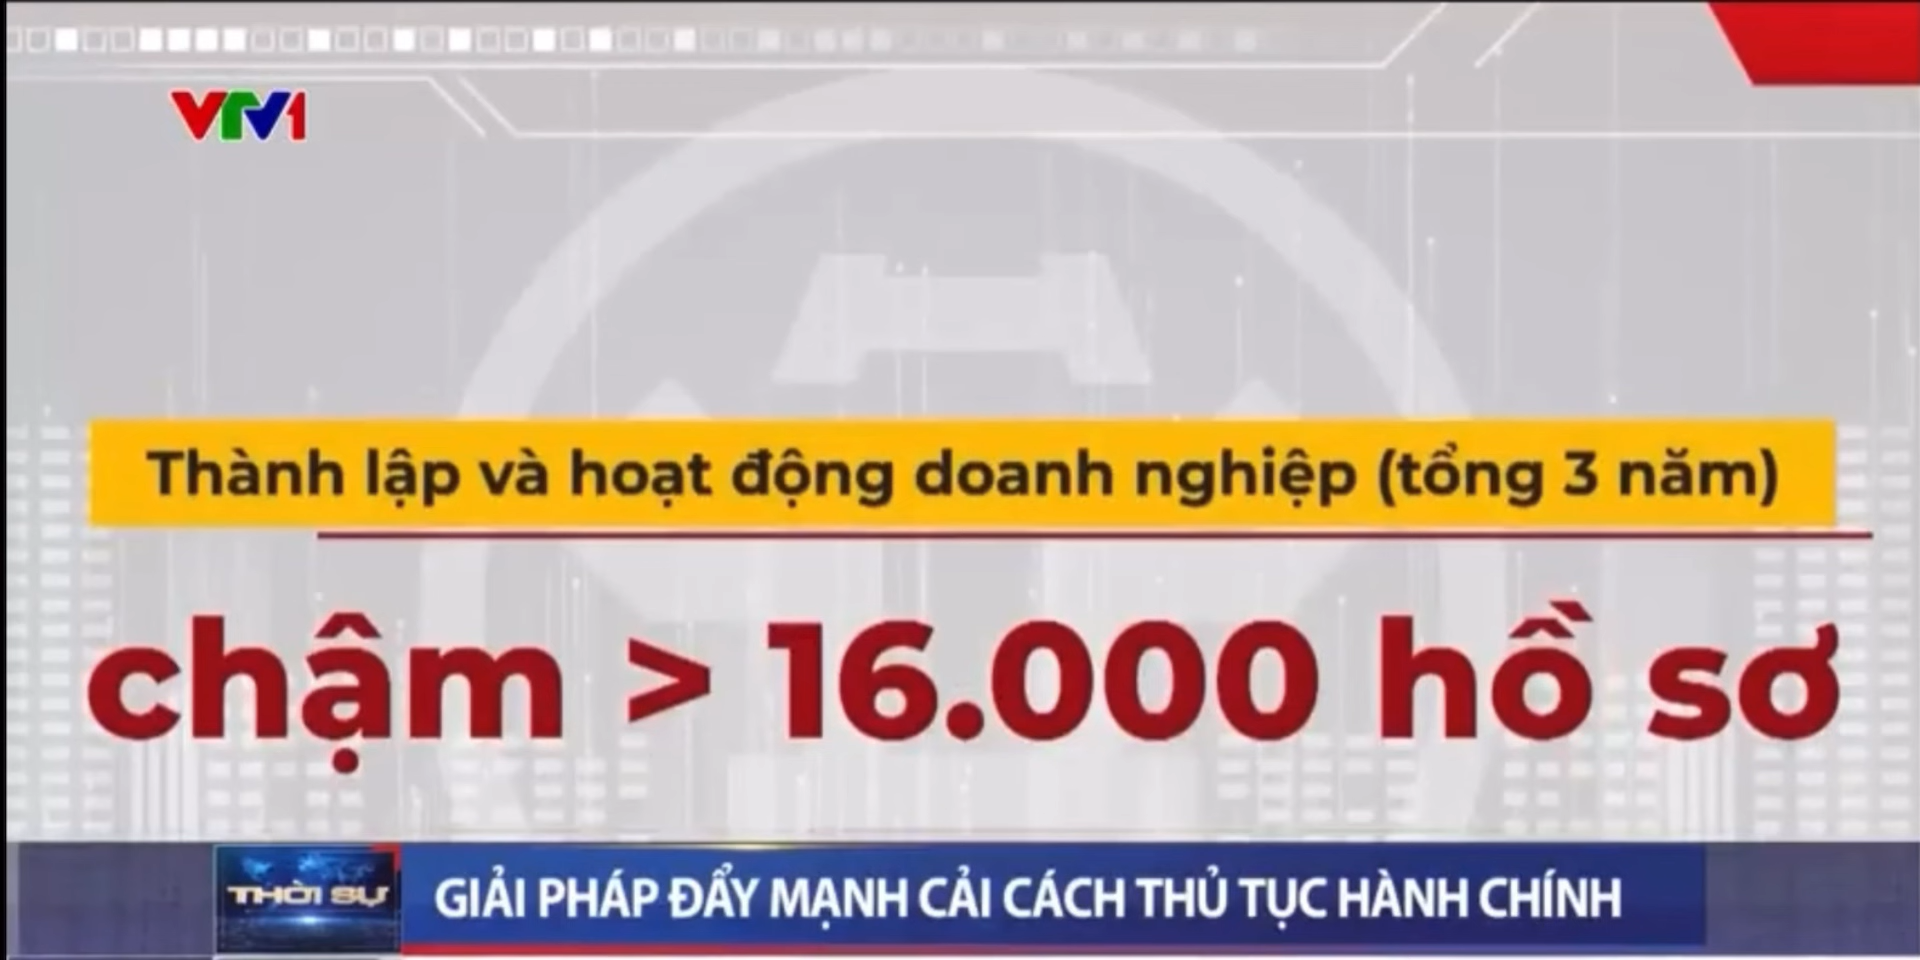 VTV1
Thành lập và hoạt động doanh nghiệp (tổng 3 năm)
chậm > 16.000 hồ sơ
THỜI SỰ
GIẢI PHÁP ĐẨY MẠNH CẢI CÁCH THỦ TỤC HÀNH CHÍNH